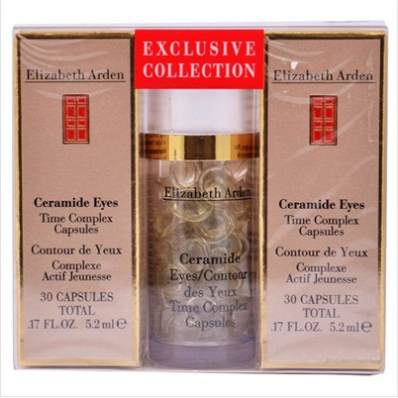 EXCLUSIVE
COLLECTION
Elizabeth Arden
Ceramide Eyes
Time Complex
Capsules
Contour de Yeux
Complexe
Actif Jeunesse
30 CAPSULES
TOTAL
.17 FL.OZ. 5.2 ml ℮
Elizabeth Arden
Ceramide
Eyes/Contour
des Yeux
Time Complex
Capsules
Elizabeth Arden
Ceramide Eyes
Time Complex
Capsules
Contour de Yeux
Complexe
Actif Jeunesse
30 CAPSULES
TOTAL
.17 FL.OZ. 5.2 ml ℮